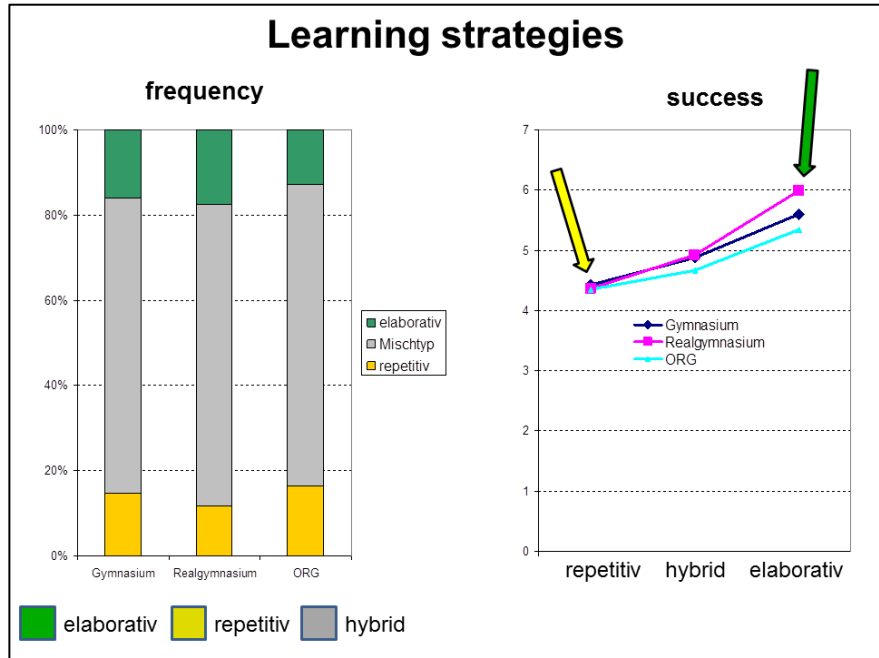 Learning strategies
frequency
100%
80%
60%
40%
20%
0%
Gymnasium Realgymnasium ORG
elaborativ
Mischtyp
repetitiv
success
7
6
5
4
3
2
1
0
Gymnasium
Realgymnasium
ORG
repetitiv hybrid elaborativ
elaborativ repetitiv hybrid